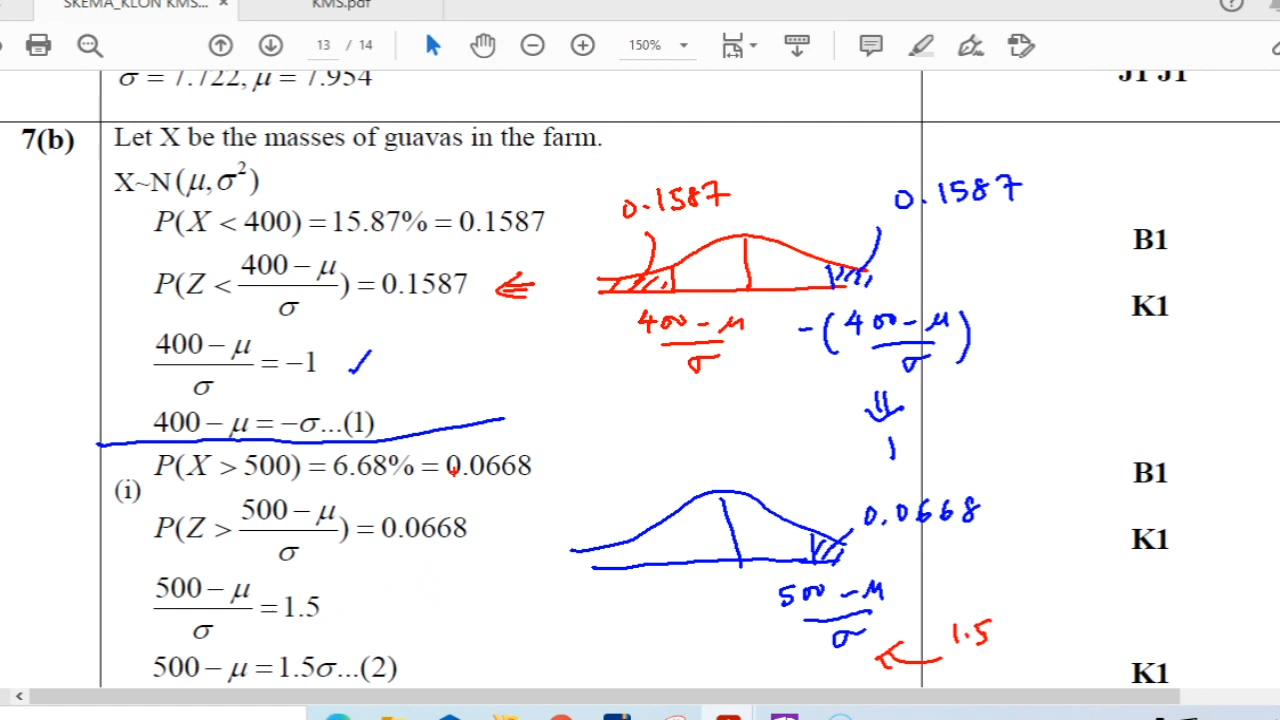 SKEMA_KLON KMS... × KMS.pdf
13 / 14 150%
σ = 7.722, μ = 7.954 J1 J1
7(b) Let X be the masses of guavas in the farm.
X~N(μ, σ²)
0.1587 0.1587
P(X < 400) = 15.87% = 0.1587 B1
P(Z < (400 − μ)/σ) = 0.1587 K1
(400 − μ)/σ −((400 − μ)/σ)
(400 − μ)/σ = −1
1
400 − μ = −σ...(1)
P(X > 500) = 6.68% = 0.0668 B1
(i)
0.0668
P(Z > (500 − μ)/σ) = 0.0668 K1
(500 − μ)/σ = 1.5
(500 − μ)/σ
1.5
500 − μ = 1.5σ...(2) K1